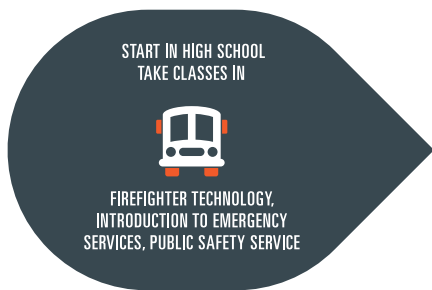 START IN HIGH SCHOOL
TAKE CLASSES IN
FIREFIGHTER TECHNOLOGY,
INTRODUCTION TO EMERGENCY
SERVICES, PUBLIC SAFETY SERVICE